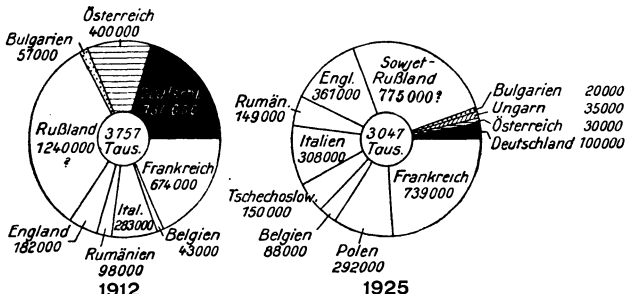 Österreich
400000
Bulgarien
57000
Rußland
1240000
?
3757
Taus.
Frankreich
674000
England
182000
Rumänien
98000
Ital.
283000
Belgien
43000
1912
Sowjet-
Rußland
775000?
Engl.
361000
Rumän.
149000
Italien
308000
3047
Taus.
Bulgarien 20000
Ungarn 35000
Österreich 30000
Deutschland 100000
Frankreich
739000
Tschechoslow.
150000
Belgien
88000
Polen
292000
1925